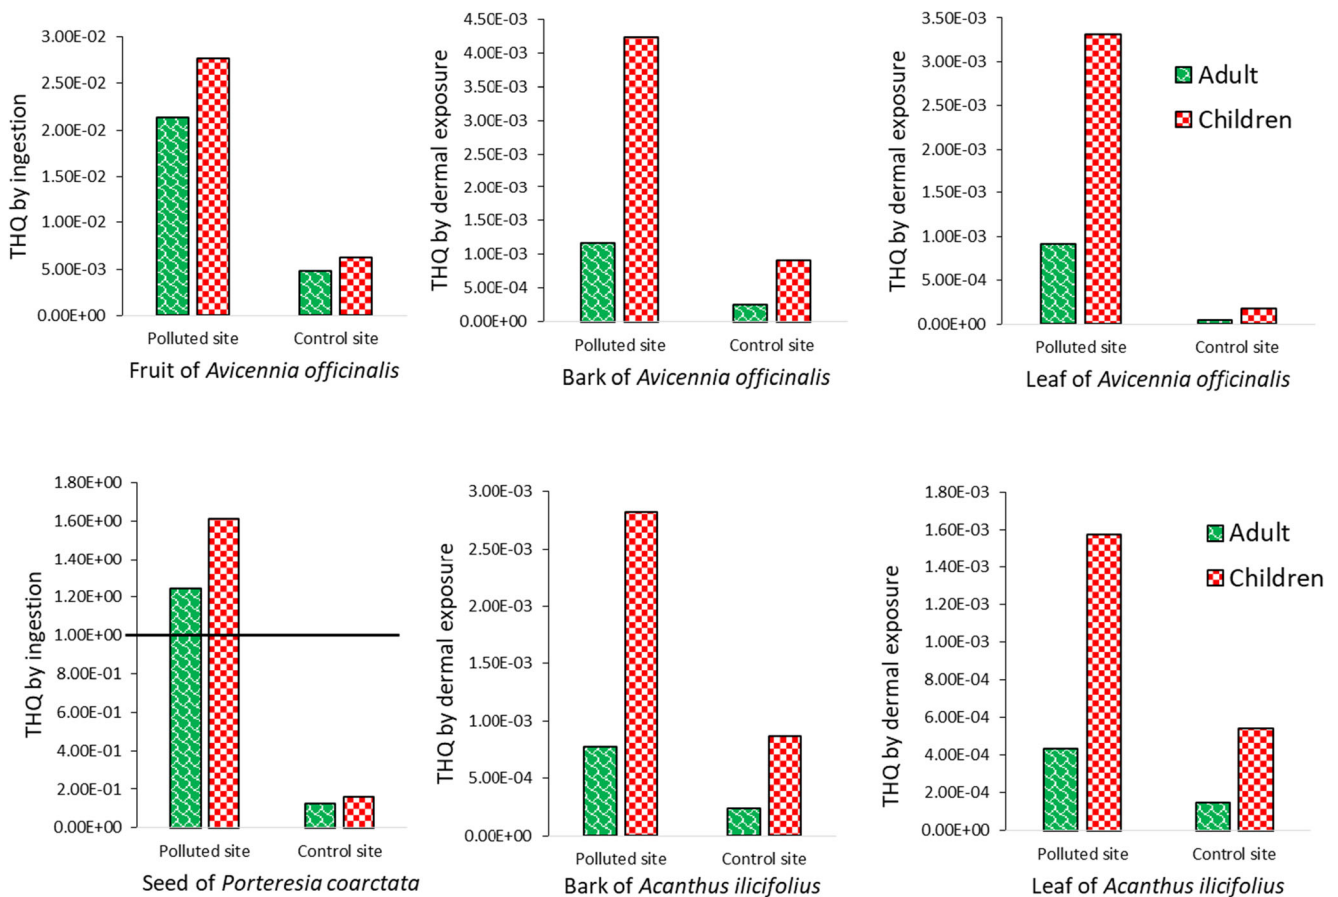 THQ by ingestion
3.00E-02
2.50E-02
2.00E-02
1.50E-02
1.00E-02
5.00E-03
0.00E+00
Polluted site
Control site
Fruit of Avicennia officinalis
THQ by dermal exposure
4.50E-03
4.00E-03
3.50E-03
3.00E-03
2.50E-03
2.00E-03
1.50E-03
1.00E-03
5.00E-04
0.00E+00
Polluted site
Control site
Bark of Avicennia officinalis
THQ by dermal exposure
3.50E-03
3.00E-03
2.50E-03
2.00E-03
1.50E-03
1.00E-03
5.00E-04
0.00E+00
Adult
Children
Polluted site
Control site
Leaf of Avicennia officinalis
THQ by ingestion
1.80E+00
1.60E+00
1.40E+00
1.20E+00
1.00E+00
8.00E-01
6.00E-01
4.00E-01
2.00E-01
0.00E+00
Polluted site
Control site
Seed of Porteresia coarctata
THQ by dermal exposure
3.00E-03
2.50E-03
2.00E-03
1.50E-03
1.00E-03
5.00E-04
0.00E+00
Polluted site
Control site
Bark of Acanthus ilicifolius
THQ by dermal exposure
1.80E-03
1.60E-03
1.40E-03
1.20E-03
1.00E-03
8.00E-04
6.00E-04
4.00E-04
2.00E-04
0.00E+00
Adult
Children
Polluted site
Control site
Leaf of Acanthus ilicifolius